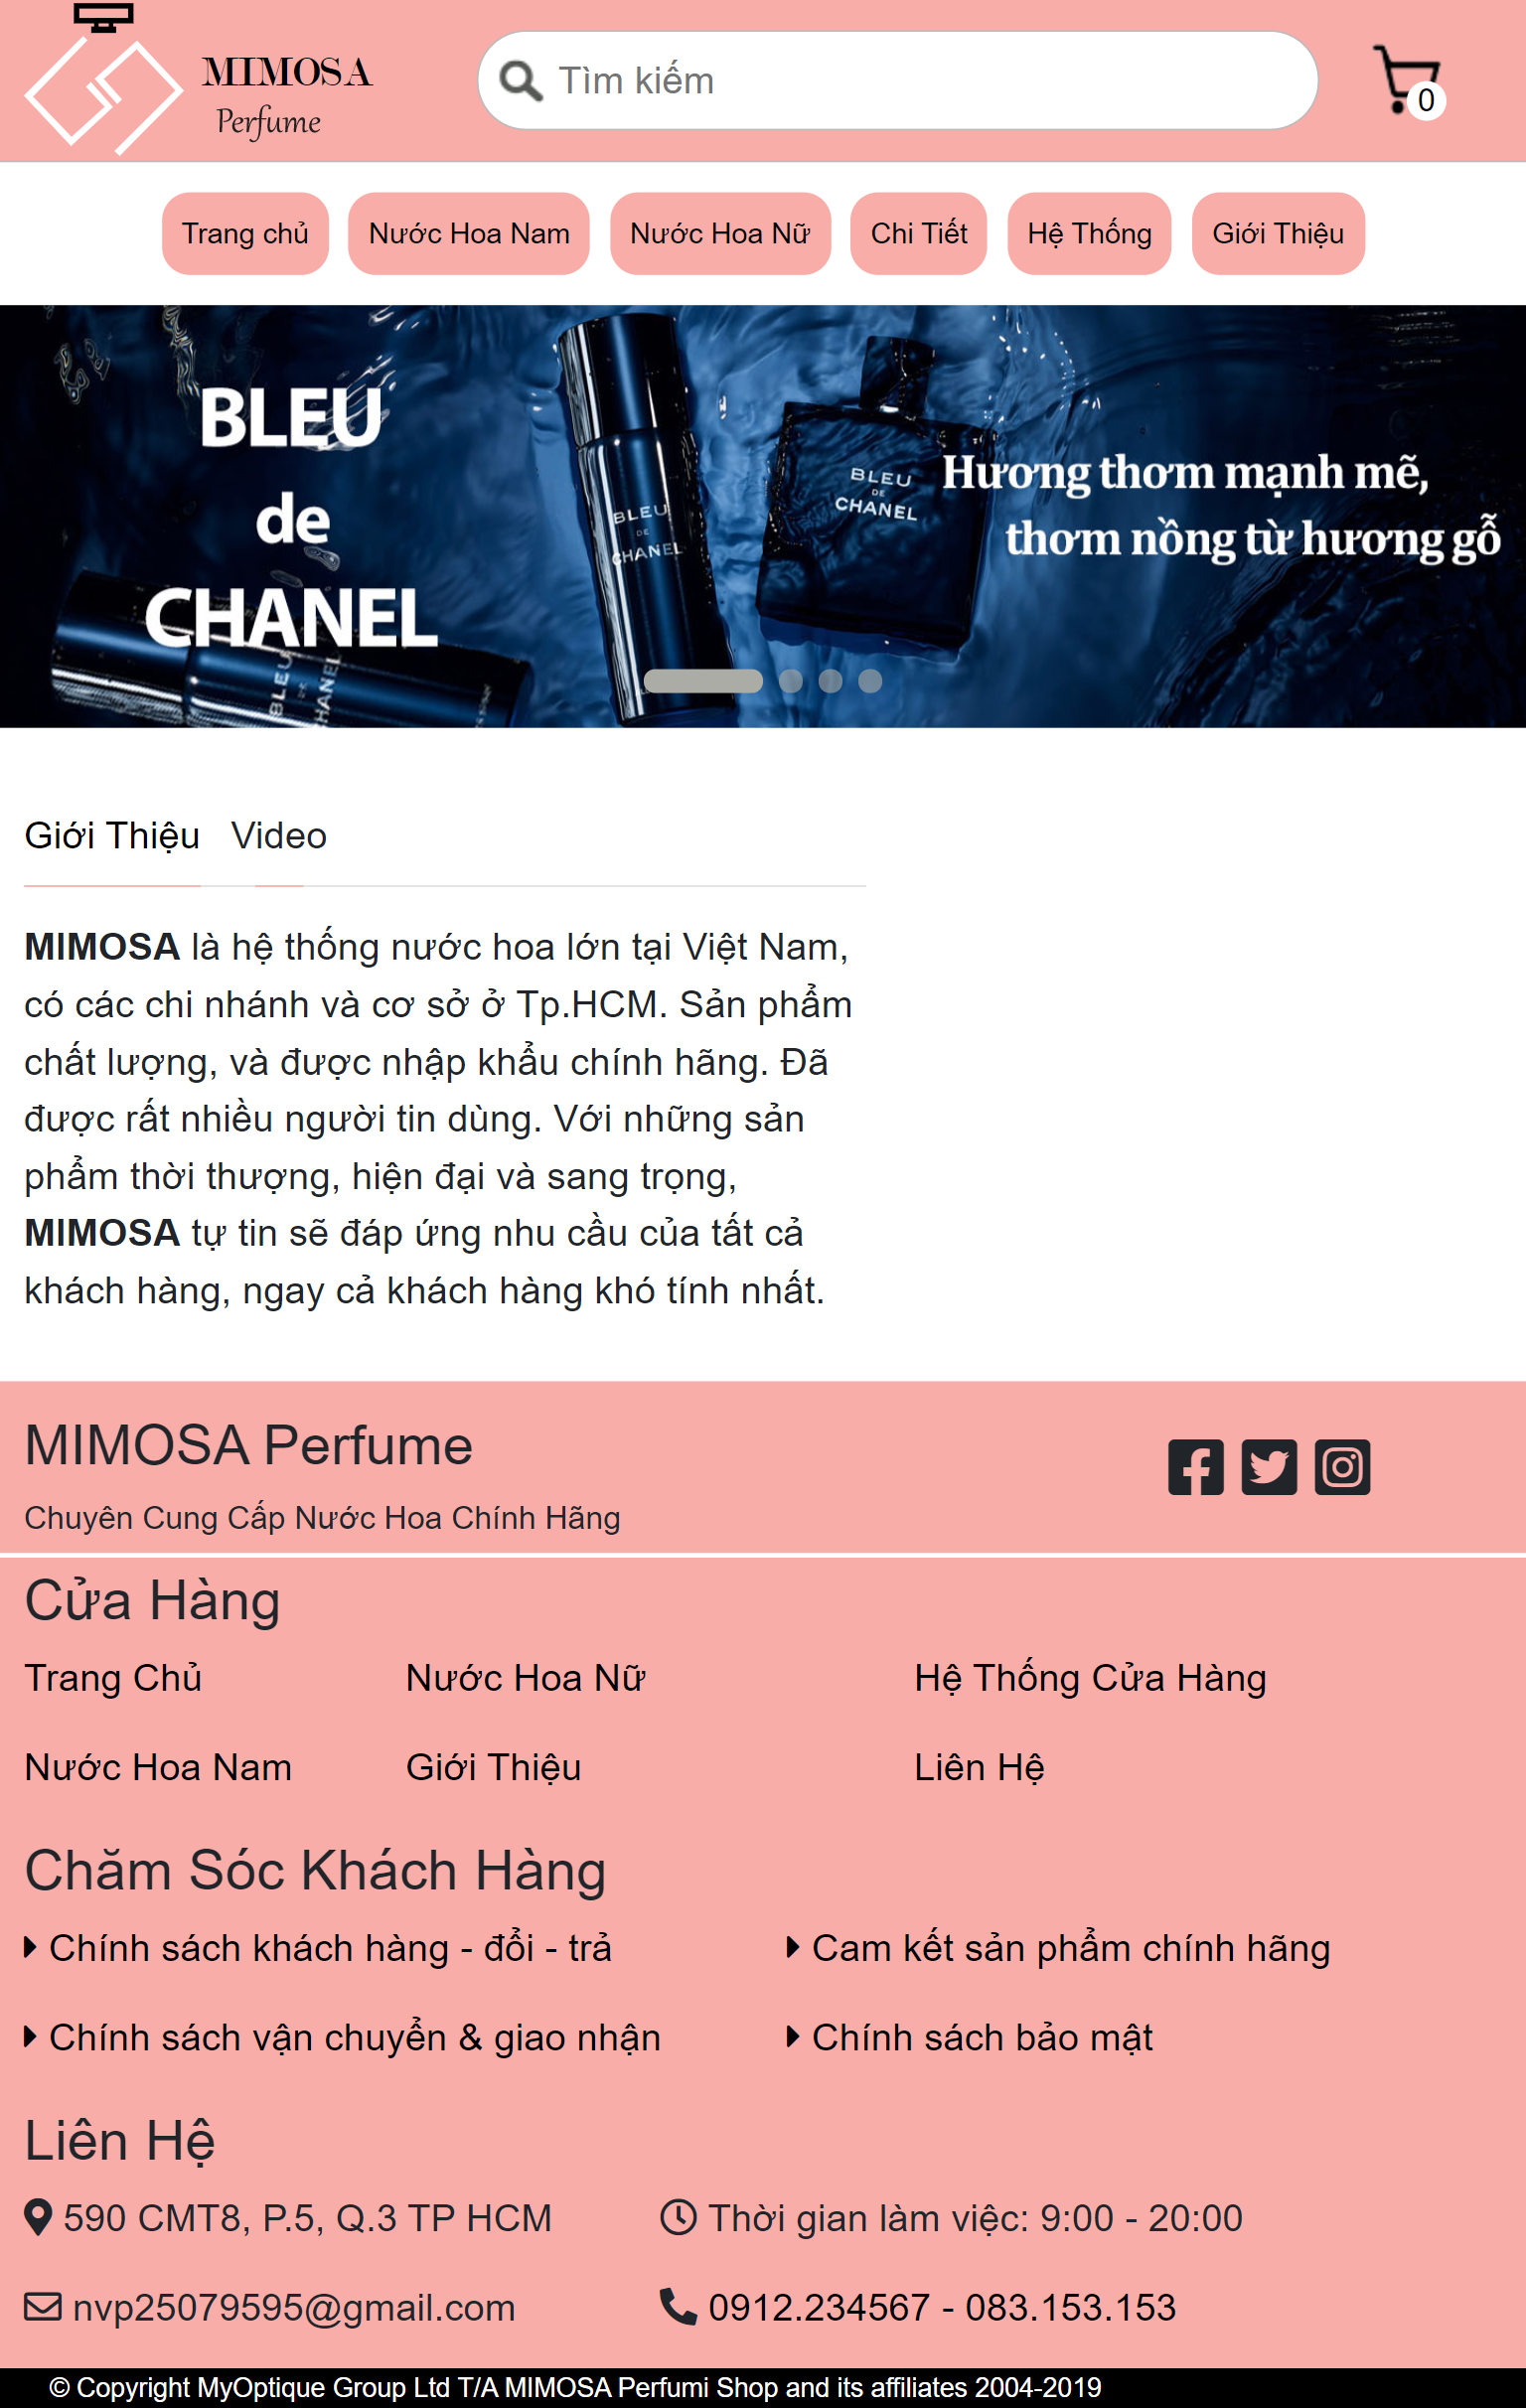 MIMOSA
Perfume
Tìm kiếm
0
Trang chủ
Nước Hoa Nam
Nước Hoa Nữ
Chi Tiết
Hệ Thống
Giới Thiệu
BLEU
de
CHANEL
BLEU
DE
CHANEL
BLEU
DE
CHANEL
BLEU
CHANEL
Hương thơm mạnh mẽ,
thơm nồng từ hương gỗ
Giới Thiệu Video
MIMOSA là hệ thống nước hoa lớn tại Việt Nam,
có các chi nhánh và cơ sở ở Tp.HCM. Sản phẩm
chất lượng, và được nhập khẩu chính hãng. Đã
được rất nhiều người tin dùng. Với những sản
phẩm thời thượng, hiện đại và sang trọng,
MIMOSA tự tin sẽ đáp ứng nhu cầu của tất cả
khách hàng, ngay cả khách hàng khó tính nhất.
MIMOSA Perfume
Chuyên Cung Cấp Nước Hoa Chính Hãng
Cửa Hàng
Trang Chủ Nước Hoa Nữ Hệ Thống Cửa Hàng
Nước Hoa Nam Giới Thiệu Liên Hệ
Chăm Sóc Khách Hàng
Chính sách khách hàng - đổi - trả Cam kết sản phẩm chính hãng
Chính sách vận chuyển & giao nhận Chính sách bảo mật
Liên Hệ
590 CMT8, P.5, Q.3 TP HCM Thời gian làm việc: 9:00 - 20:00
nvp25079595@gmail.com 0912.234567 - 083.153.153
© Copyright MyOptique Group Ltd T/A MIMOSA Perfumi Shop and its affiliates 2004-2019